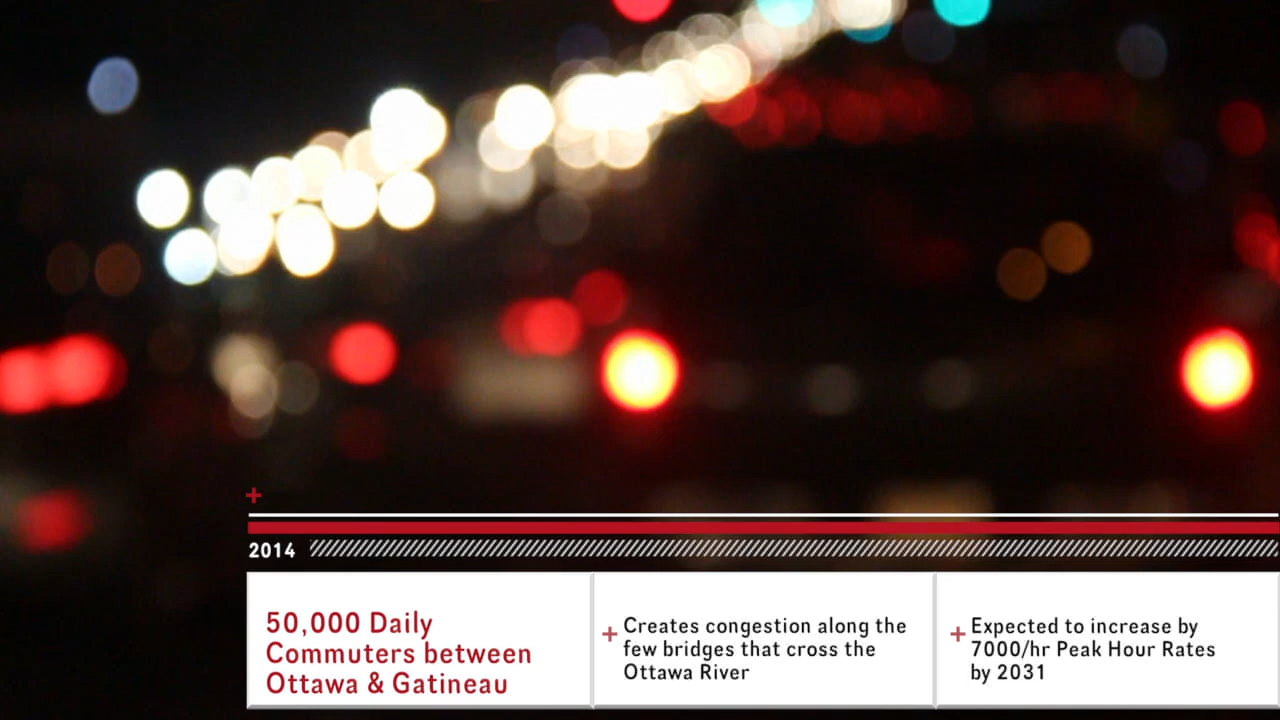 +
2014
50,000 Daily
Commuters between
Ottawa & Gatineau
+ Creates congestion along the
few bridges that cross the
Ottawa River
+ Expected to increase by
7000/hr Peak Hour Rates
by 2031